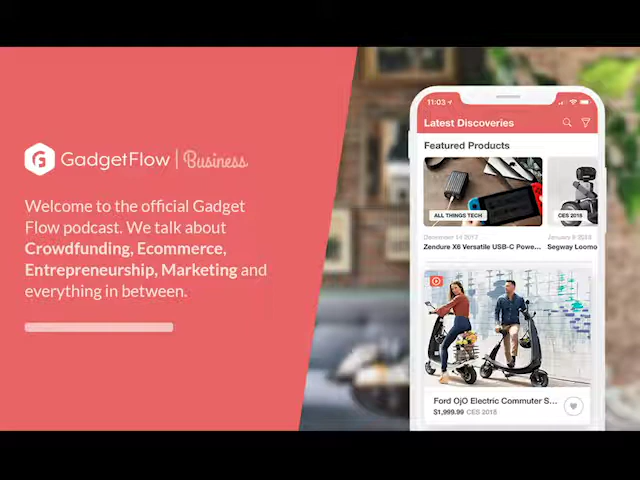 GadgetFlow | Business
Welcome to the official Gadget
Flow podcast. We talk about
Crowdfunding, Ecommerce,
Entrepreneurship, Marketing and
everything in between.
11:03
Latest Discoveries
Featured Products
ALL THINGS TECH
CES 2018
December 14 2017
January 8 2018
Zendure X6 Versatile USB-C Powe...
Segway Loomo
Ford OjO Electric Commuter S...
$1,999.99 CES 2018